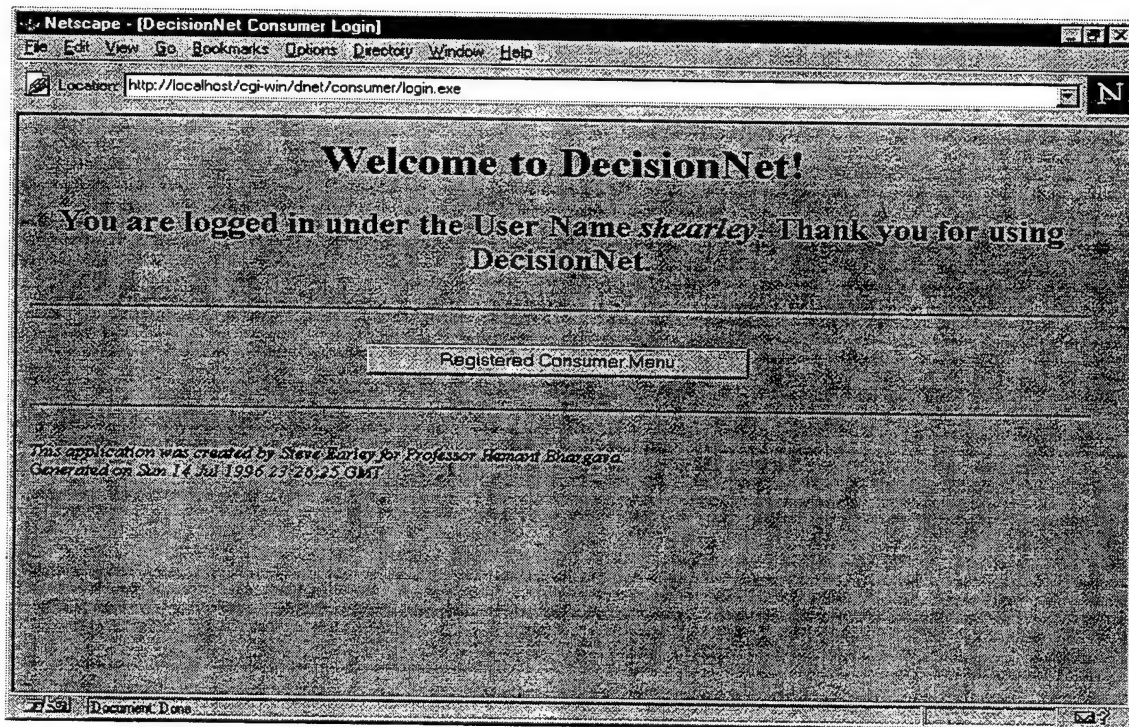 Netscape - [DecisionNet Consumer Login]
File Edit View Go Bookmarks Options Directory Window Help
Location: http://localhost/cgi-win/dnet/consumer/login.exe
N
Welcome to DecisionNet!
You are logged in under the User Name shearley. Thank you for using
DecisionNet.
Registered Consumer Menu
This application was created by Steve Earley for Professor Hemant Bhargava.
Generated on Sun 14 Jul 1996 23:26:25 GMT
Document: Done